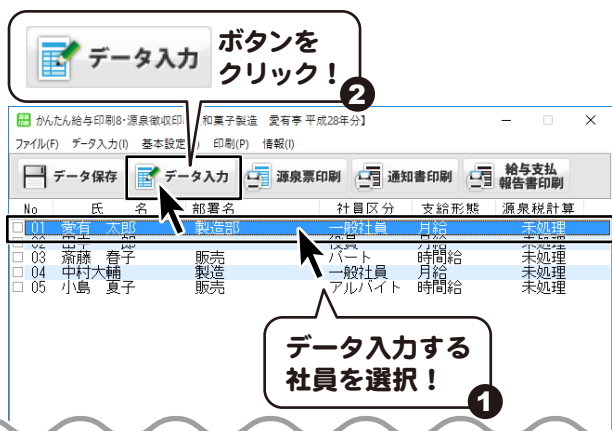 データ入力
ボタンを
クリック！
2
かんたん給与印刷8・源泉徴収印
和菓子製造 愛有亭 平成28年分】
ファイル(F) データ入力(I) 基本設定 印刷(P) 情報(I)
データ保存 データ入力 源泉票印刷 通知書印刷 給与支払
報告書印刷
No 氏 名 部署名 社員区分 支給形態 源泉税計算
01 愛有 太郎 製造部 一般社員 月給 未処理
02
03 斎藤 春子 販売 パート 時間給 未処理
04 中村大輔 製造 一般社員 月給 未処理
05 小島 夏子 販売 アルバイト 時間給 未処理
データ入力する
社員を選択！
1